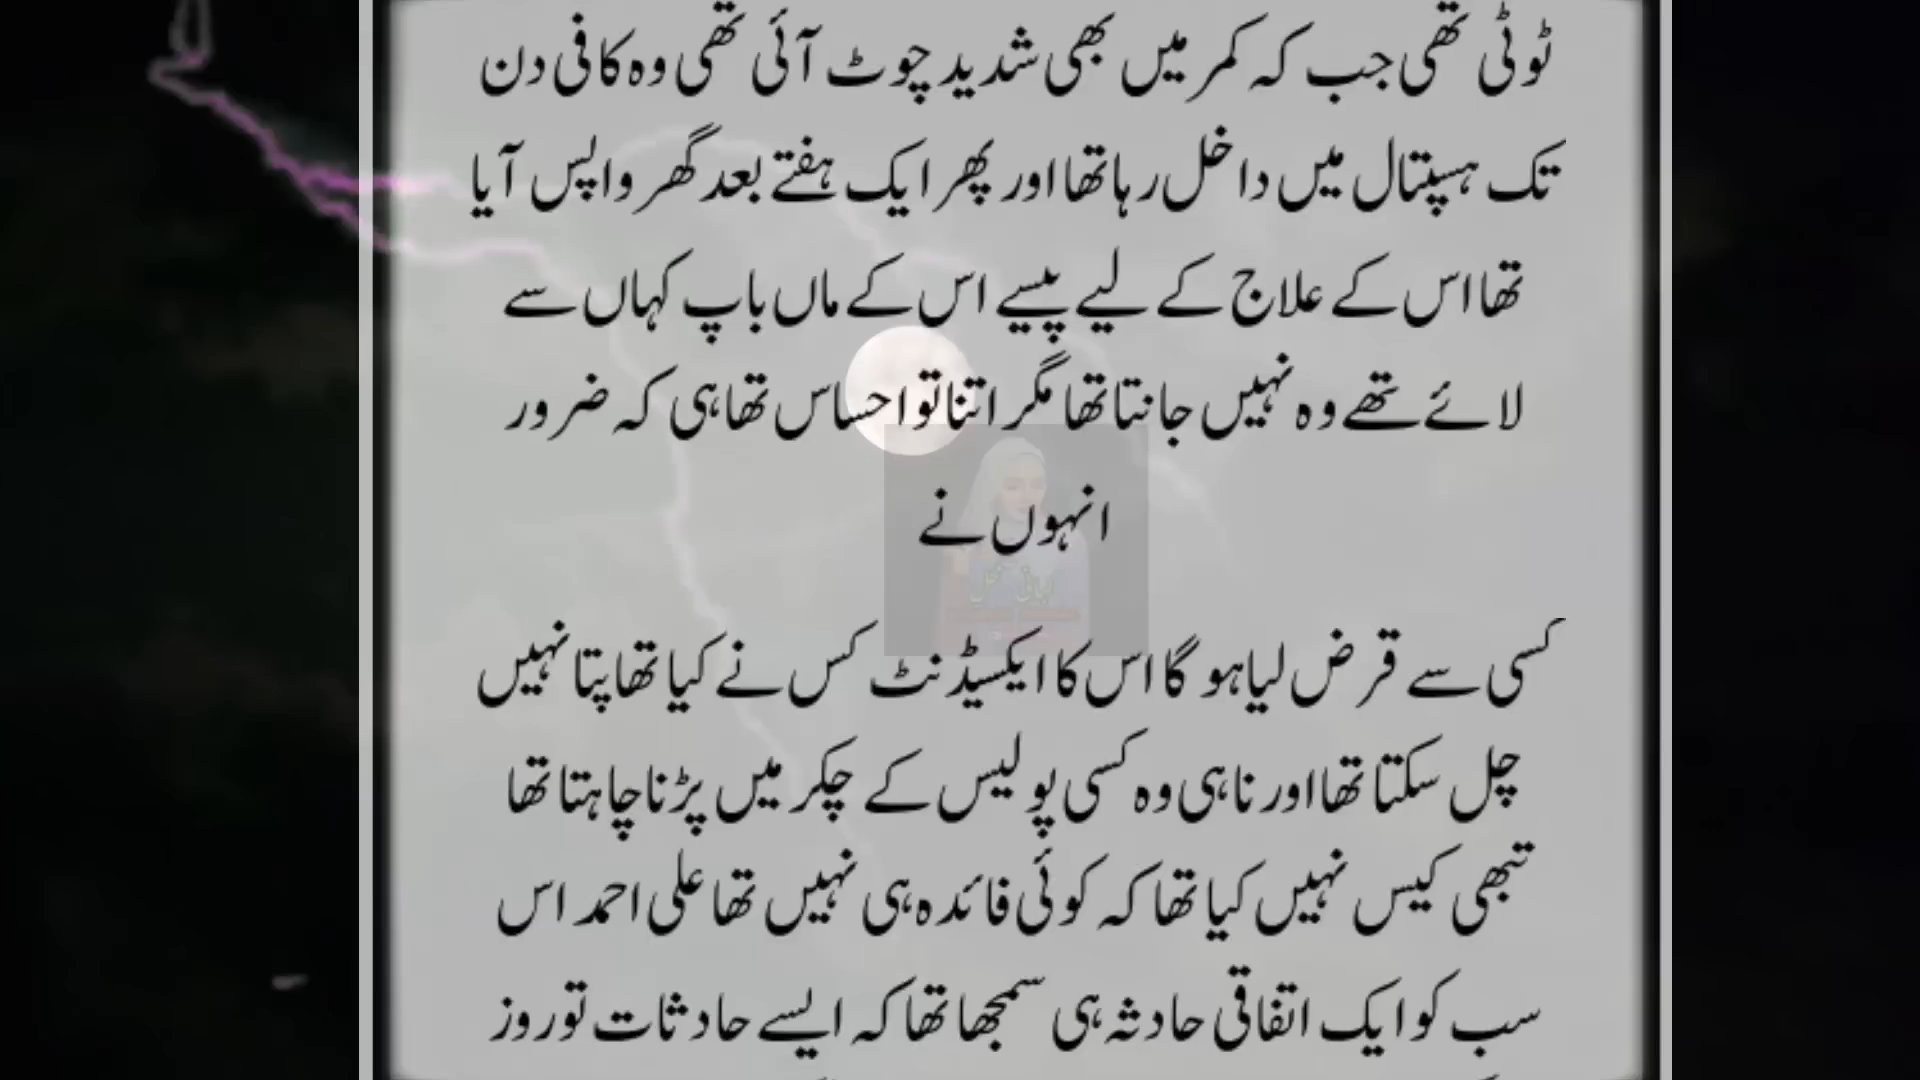 ٹوٹی تھی جب کہ کمر میں بھی شدید چوٹ آئی تھی وہ کافی دن
تک ہسپتال میں داخل رہا تھا اور پھر ایک ہفتے بعد گھر واپس آیا
تھا اس کے علاج کے لیے پیسے اس کے ماں باپ کہاں سے
لائے تھے وہ نہیں جانتا تھا مگر اتنا تو احساس تھا ہی کہ ضرور
انہوں نے
کسی سے قرض لیا ہو گا اس کا ایکسیڈنٹ کس نے کیا تھا پتا نہیں
چل سکتا تھا اور نا ہی وہ کسی پولیس کے چکر میں پڑنا چاہتا تھا
تبھی کیس نہیں کیا تھا کہ کوئی فائدہ ہی نہیں تھا علی احمد اس
سب کو ایک اتفاقی حادثہ ہی سمجھا تھا کہ ایسے حادثات تو روز